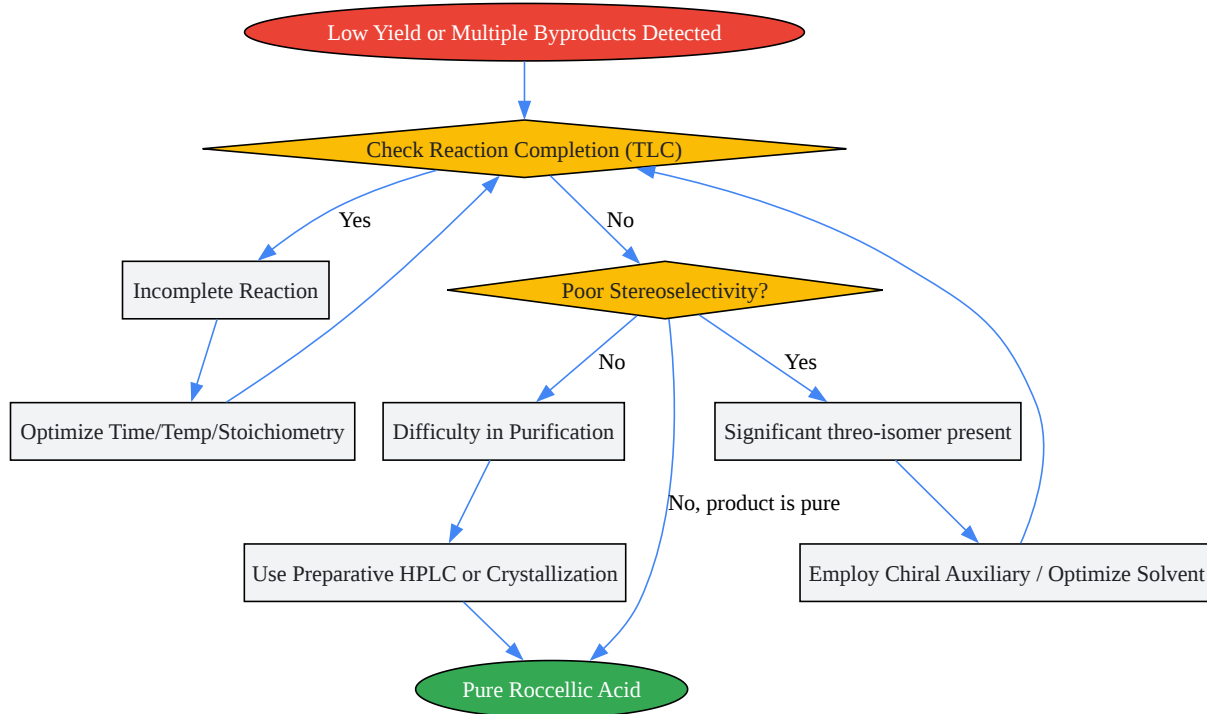 Low Yield or Multiple Byproducts Detected
Check Reaction Completion (TLC)
Yes
No
Incomplete Reaction
Poor Stereoselectivity?
No
Yes
Optimize Time/Temp/Stoichiometry
Difficulty in Purification
Significant threo-isomer present
No, product is pure
Use Preparative HPLC or Crystallization
Employ Chiral Auxiliary / Optimize Solvent
Pure Roccellic Acid